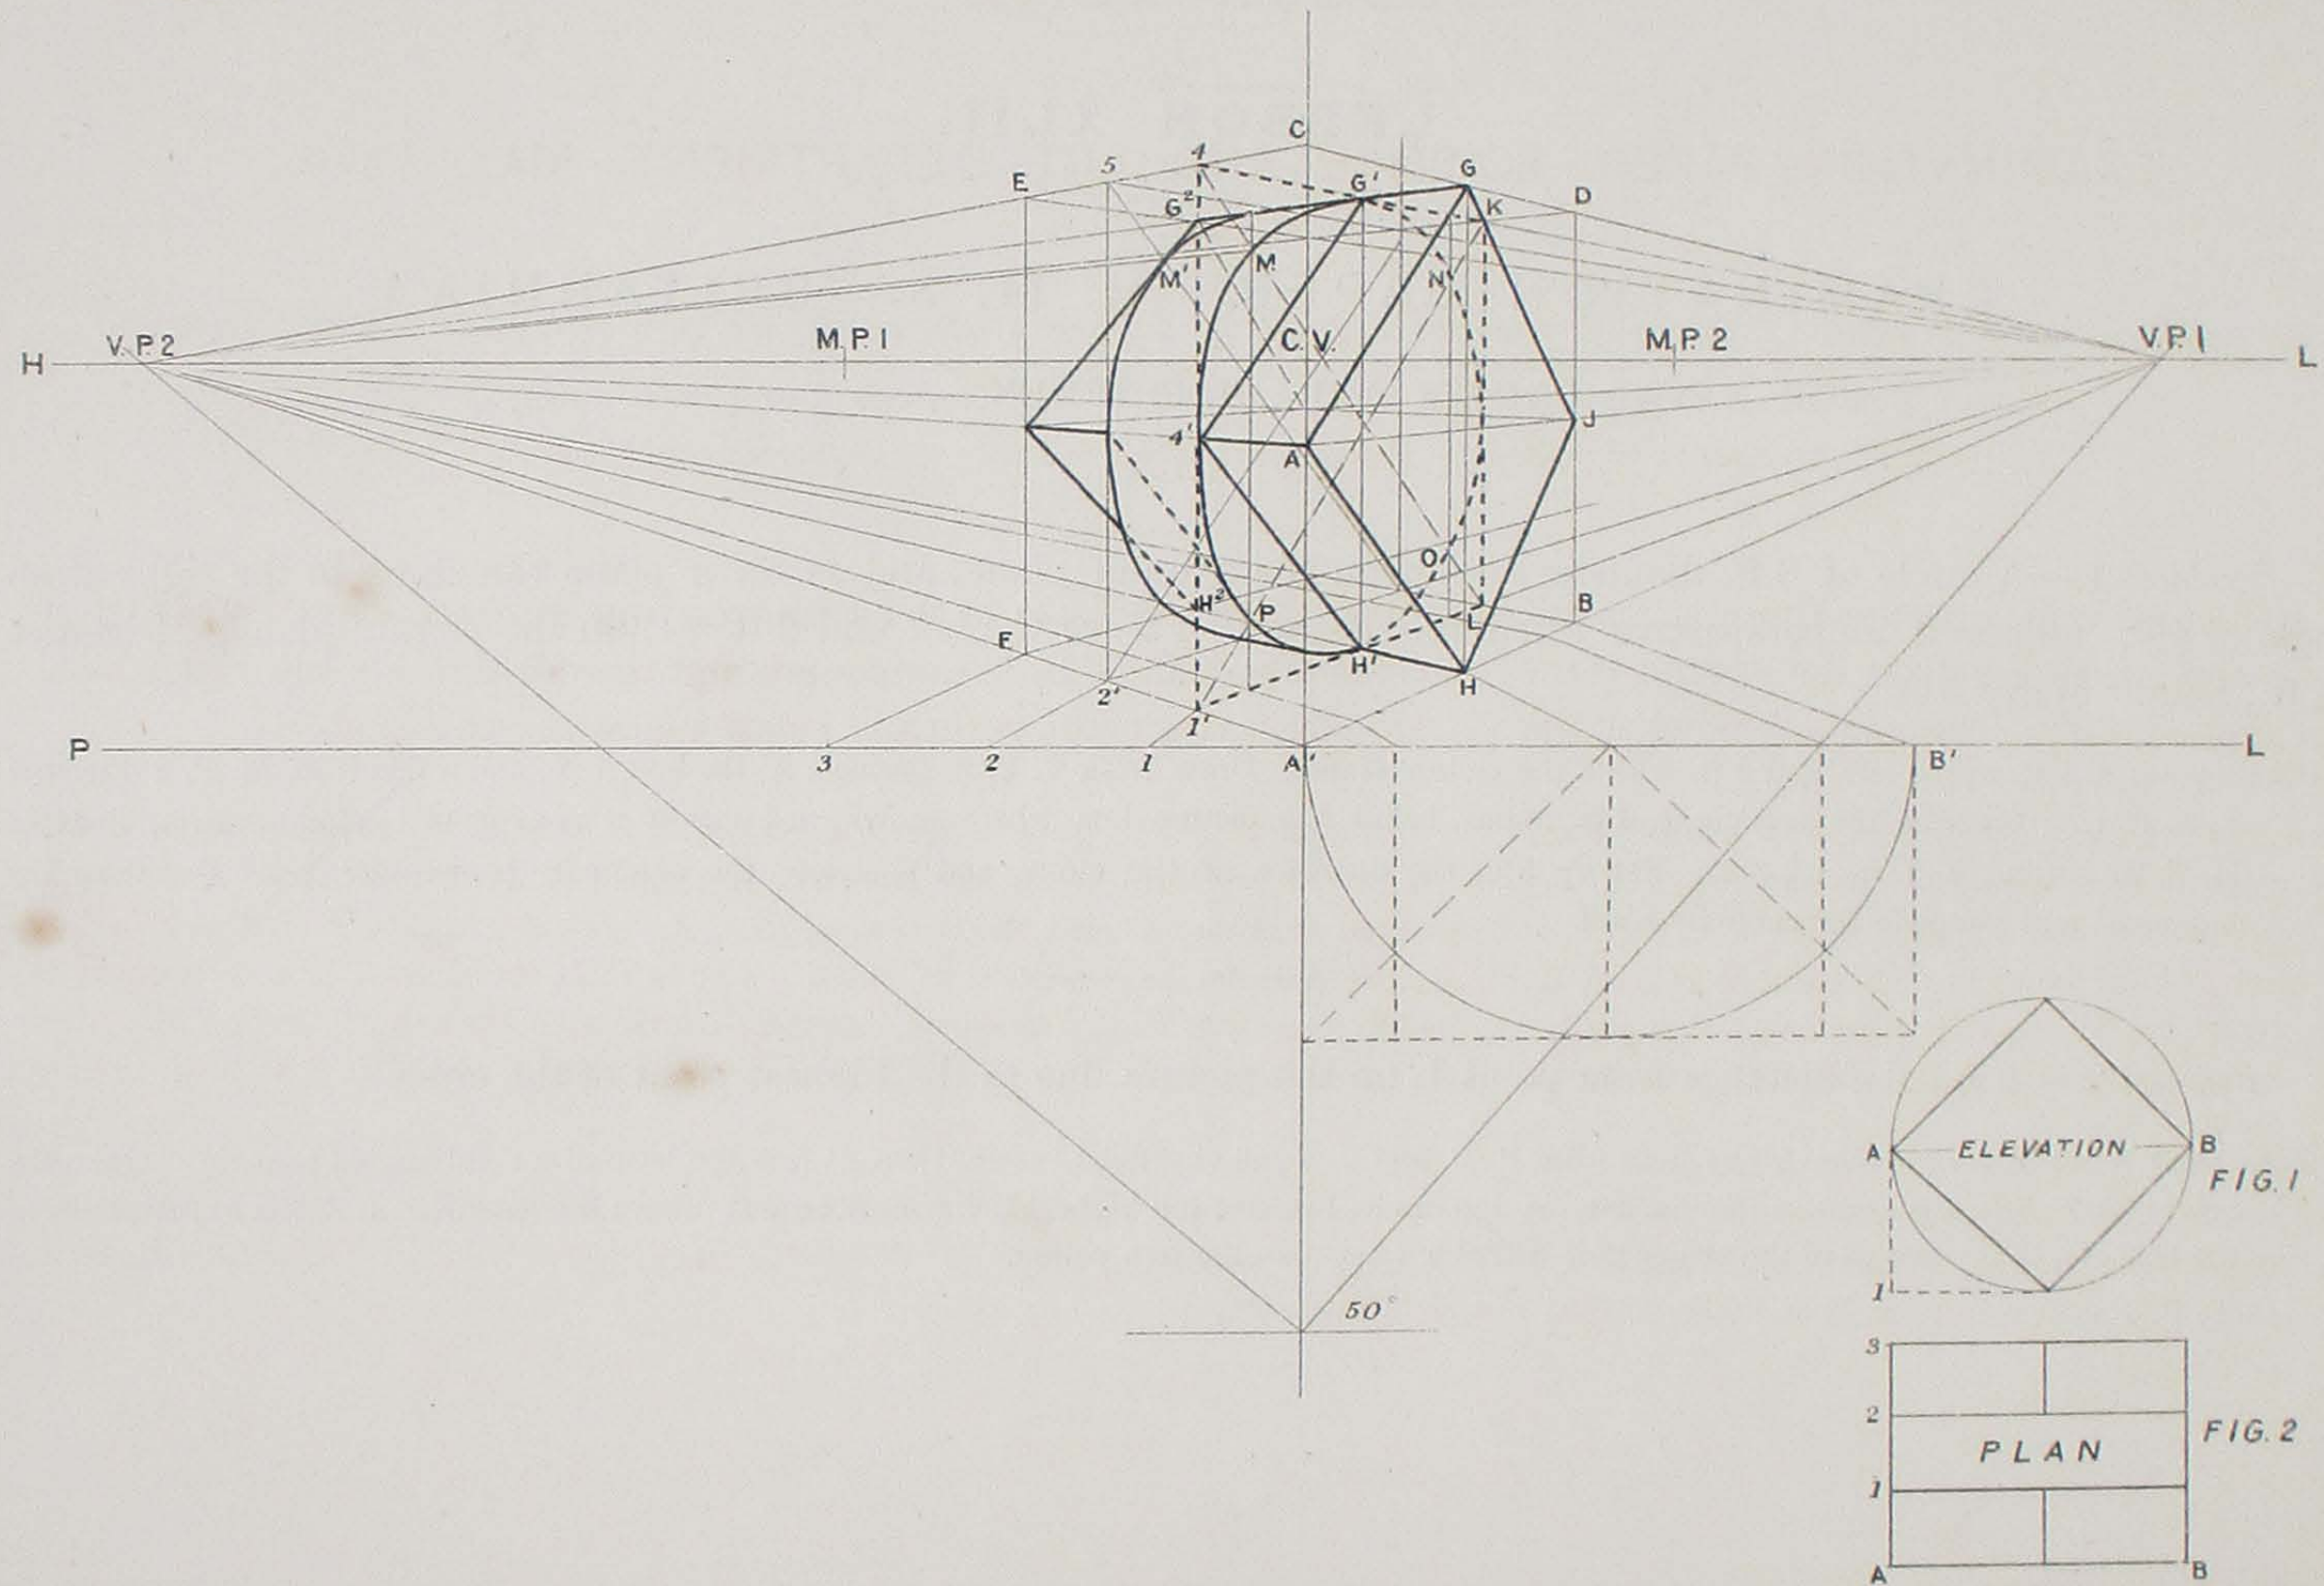 C
4
5
G
G'
E
D
G²
K
M
M'
N
C.V.
M.P.1
M.P.2
V.P.2
V.P.1
H
L
J
4'
A
O
B
H²
P
L
E
H'
H
2'
1'
P
L
3
2
1
A'
B'
A
ELEVATION
B
FIG.1
1
50°
3
2
FIG.2
PLAN
1
A
B